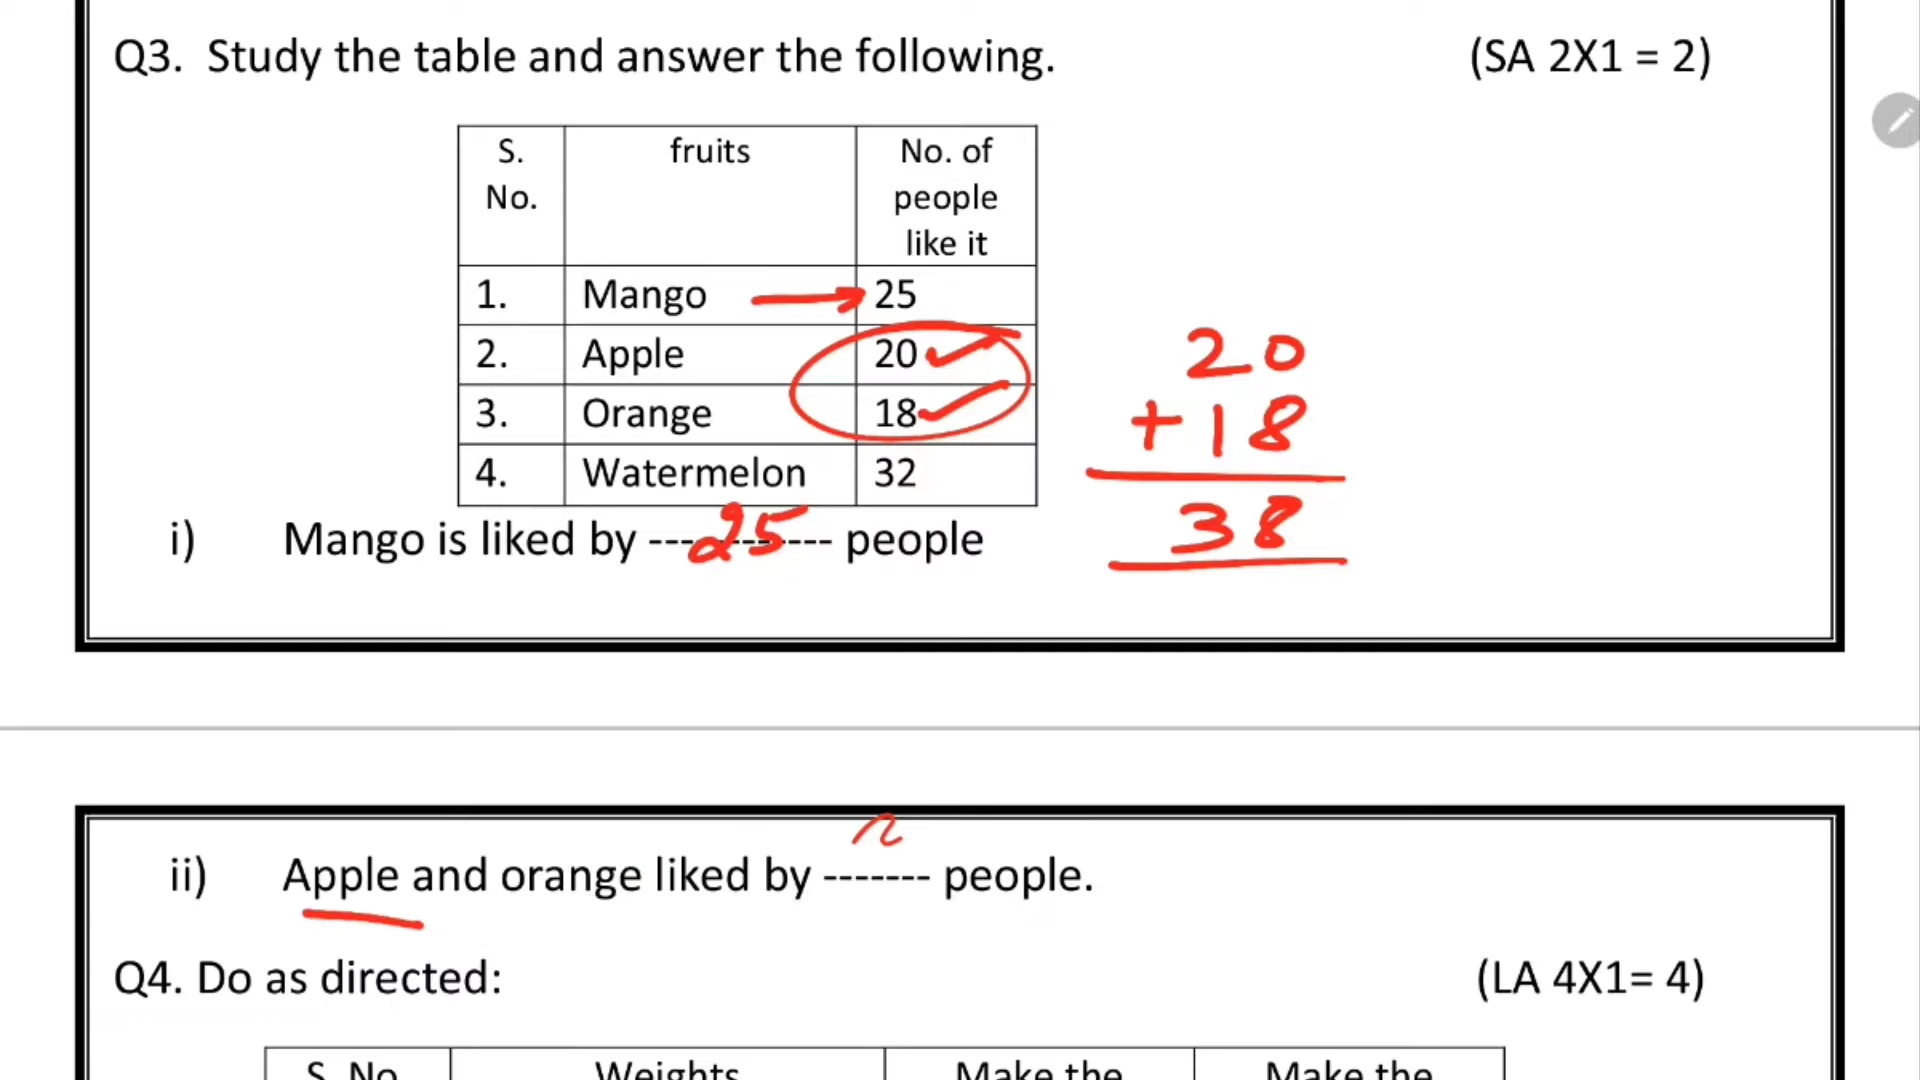 Q3. Study the table and answer the following. (SA 2X1 = 2)
S. No. fruits No. of people like it
1. Mango 25
2. Apple 20
3. Orange 18
4. Watermelon 32
20
+18
38
i) Mango is liked by ---25--- people
ii) Apple and orange liked by ------- people.
Q4. Do as directed: (LA 4X1= 4)
S. No Weights Make the Make the